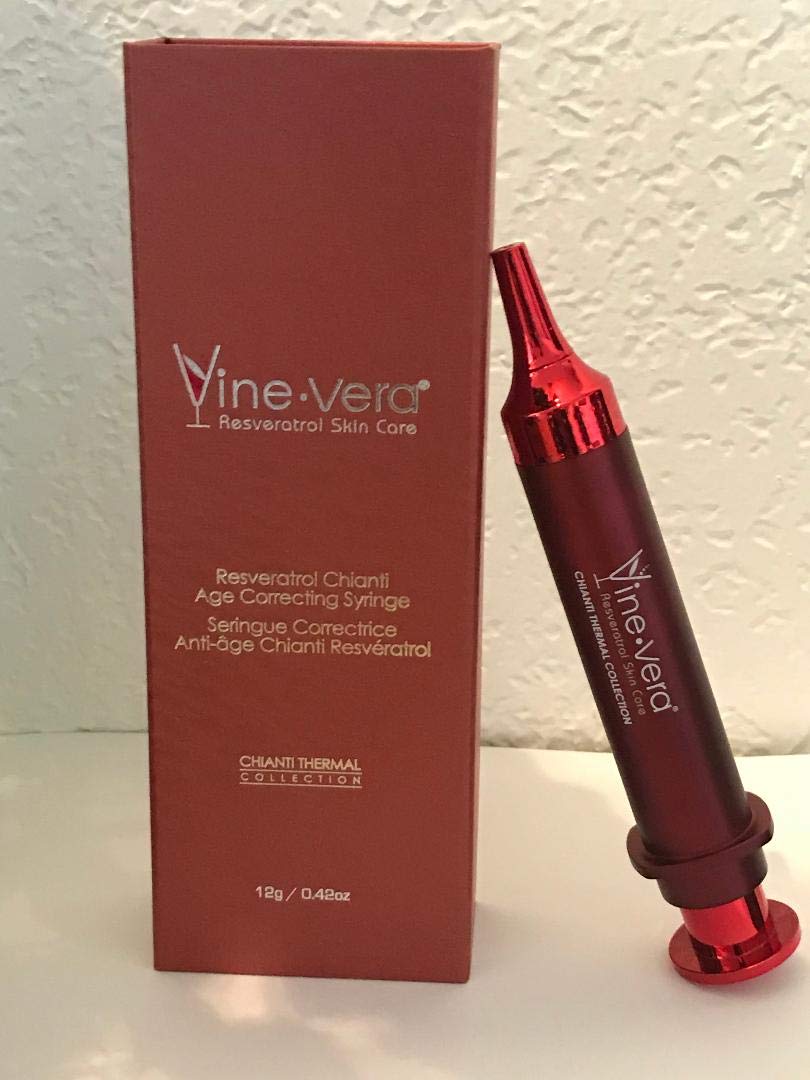 Vine·vera®
Resveratrol Skin Care
Resveratrol Chianti
Age Correcting Syringe
Seringue Correctrice
Anti-âge Chianti Resvératrol
CHIANTI THERMAL
COLLECTION
12g / 0.42oz
Vine·vera®
Resveratrol Skin Care
CHIANTI THERMAL COLLECTION